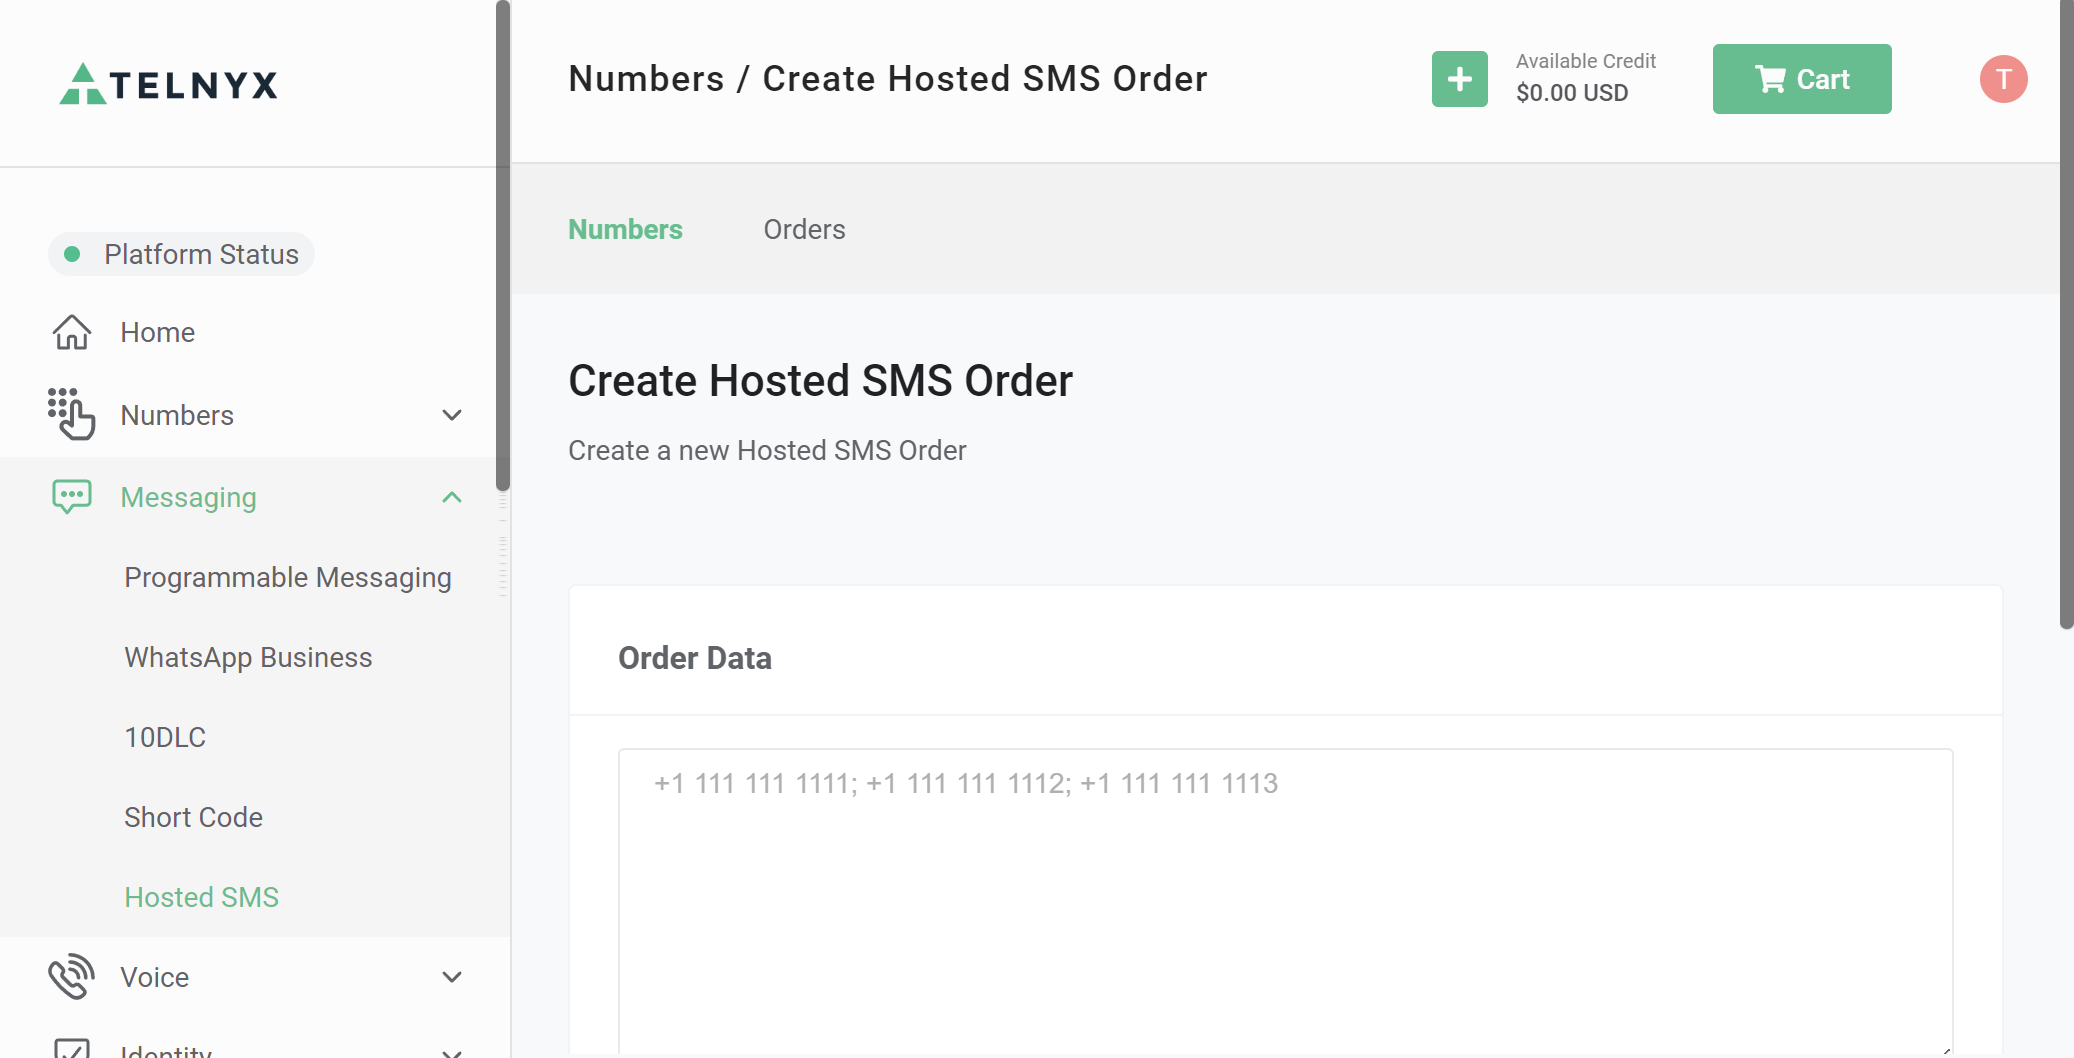 TELNYX
Numbers / Create Hosted SMS Order
Available Credit
$0.00 USD
Cart
T
Platform Status
Home
Numbers
Messaging
Programmable Messaging
WhatsApp Business
10DLC
Short Code
Hosted SMS
Voice
Identity
Numbers
Orders
Create Hosted SMS Order
Create a new Hosted SMS Order
Order Data
+1 111 111 1111; +1 111 111 1112; +1 111 111 1113